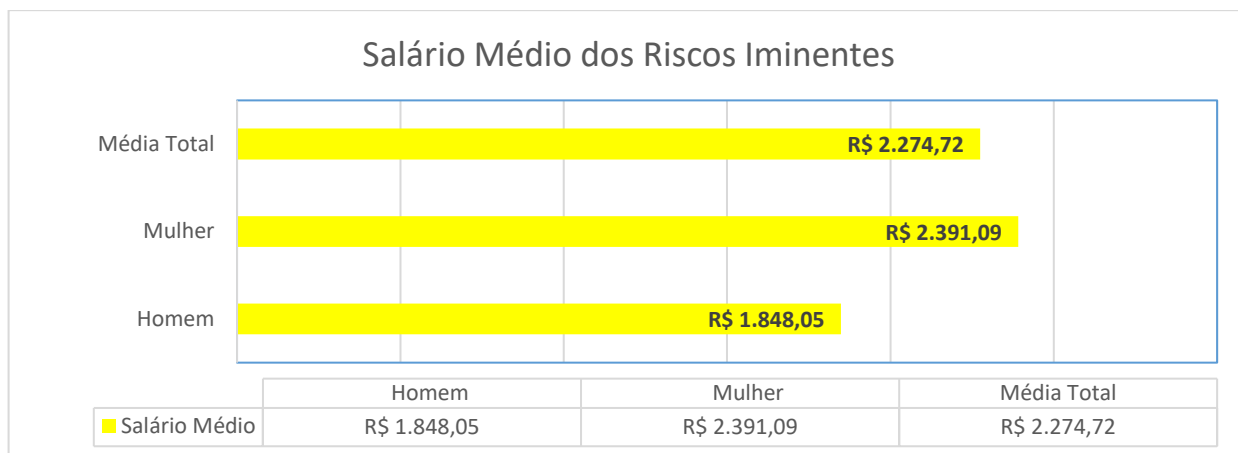 Salário Médio dos Riscos Iminentes
Média Total
R$ 2.274,72
Mulher
R$ 2.391,09
Homem
R$ 1.848,05
Homem Mulher Média Total
Salário Médio R$ 1.848,05 R$ 2.391,09 R$ 2.274,72